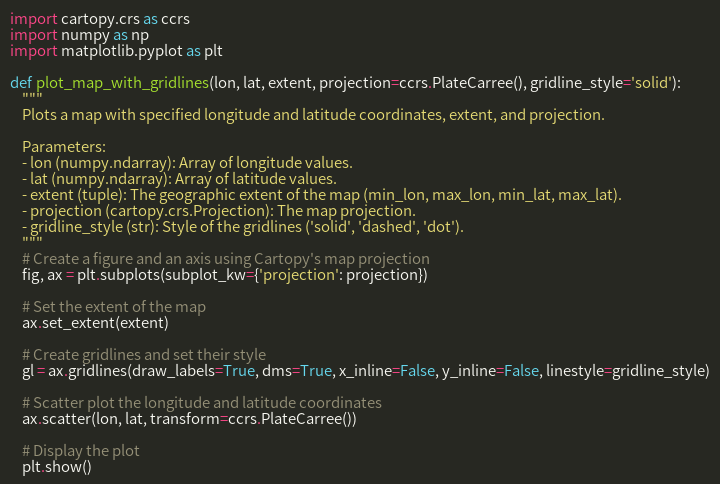 import cartopy.crs as ccrs
import numpy as np
import matplotlib.pyplot as plt

def plot_map_with_gridlines(lon, lat, extent, projection=ccrs.PlateCarree(), gridline_style='solid'):
    """
    Plots a map with specified longitude and latitude coordinates, extent, and projection.

    Parameters:
    - lon (numpy.ndarray): Array of longitude values.
    - lat (numpy.ndarray): Array of latitude values.
    - extent (tuple): The geographic extent of the map (min_lon, max_lon, min_lat, max_lat).
    - projection (cartopy.crs.Projection): The map projection.
    - gridline_style (str): Style of the gridlines ('solid', 'dashed', 'dot').
    """
    # Create a figure and an axis using Cartopy's map projection
    fig, ax = plt.subplots(subplot_kw={'projection': projection})

    # Set the extent of the map
    ax.set_extent(extent)

    # Create gridlines and set their style
    gl = ax.gridlines(draw_labels=True, dms=True, x_inline=False, y_inline=False, linestyle=gridline_style)

    # Scatter plot the longitude and latitude coordinates
    ax.scatter(lon, lat, transform=ccrs.PlateCarree())

    # Display the plot
    plt.show()